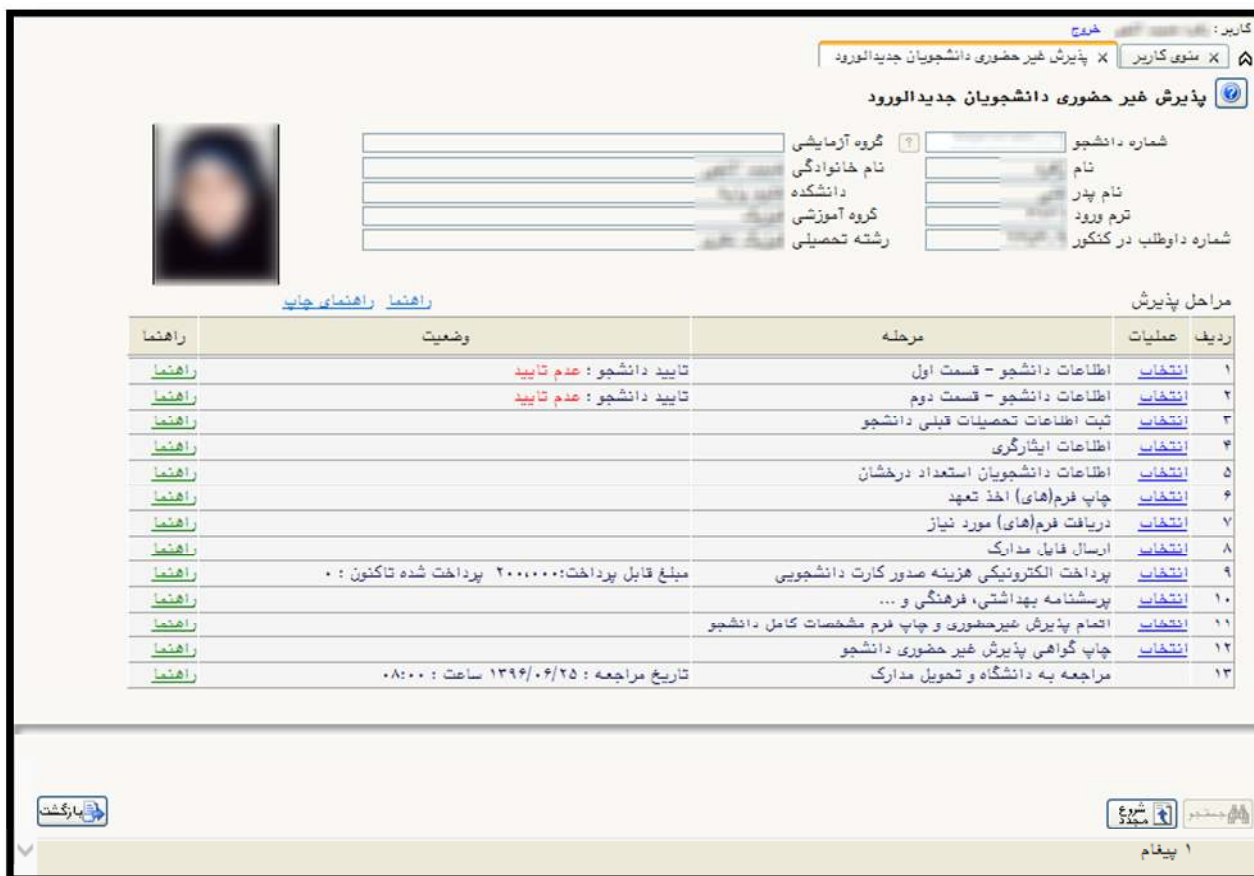 کاربر : خروج
منوی کاربر x پذیرش غیر حضوری دانشجویان جدیدالورود x
پذیرش غیر حضوری دانشجویان جدیدالورود
شماره دانشجو ? گروه آزمایشی
نام نام خانوادگی
نام پدر دانشکده
ترم ورود گروه آموزشی
شماره داوطلب در کنکور رشته تحصیلی
مراحل پذیرش راهنما راهنمای چاپ
ردیف عملیات مرحله وضعیت راهنما
۱ انتخاب اطلاعات دانشجو - قسمت اول تایید دانشجو : عدم تایید راهنما
۲ انتخاب اطلاعات دانشجو - قسمت دوم تایید دانشجو : عدم تایید راهنما
۳ انتخاب ثبت اطلاعات تحصیلات قبلی دانشجو راهنما
۴ انتخاب اطلاعات ایثارگری راهنما
۵ انتخاب اطلاعات دانشجویان استعداد درخشان راهنما
۶ انتخاب چاپ فرم(های) اخذ تعهد راهنما
۷ انتخاب دریافت فرم(های) مورد نیاز راهنما
۸ انتخاب ارسال فایل مدارک راهنما
۹ انتخاب پرداخت الکترونیکی هزینه صدور کارت دانشجویی مبلغ قابل پرداخت:۲۰۰،۰۰۰ پرداخت شده تاکنون : ۰ راهنما
۱۰ انتخاب پرسشنامه بهداشتی، فرهنگی و ... راهنما
۱۱ انتخاب اتمام پذیرش غیرحضوری و چاپ فرم مشخصات کامل دانشجو راهنما
۱۲ انتخاب چاپ گواهی پذیرش غیر حضوری دانشجو راهنما
۱۳ مراجعه به دانشگاه و تحویل مدارک تاریخ مراجعه : ۱۳۹۶/۰۶/۲۵ ساعت : ۰۸:۰۰ راهنما
جستجو شروع مجدد بازگشت
۱ پیغام